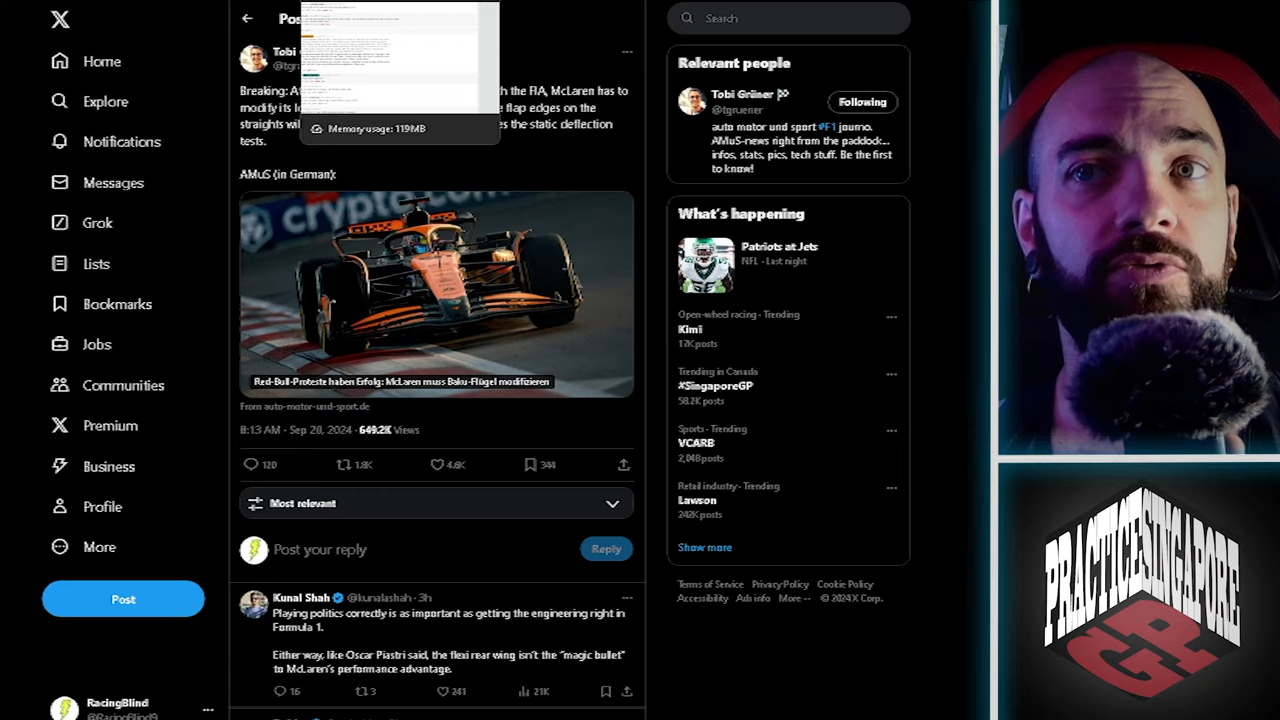 Home
Explore
Notifications
Messages
Grok
Lists
Bookmarks
Jobs
Communities
Premium
Business
Profile
More
Post
RacingBlind
@RacingBlind9
Pos
Tobi
@tgr
Breaking: A h the FIA, McLaren has to
modify its flap edges on the
straights wil es the static deflection
tests.
Memory usage: 119MB
AMuS (in German):
crypto.com
Red-Bull-Proteste haben Erfolg: McLaren muss Baku-Flügel modifizieren
From auto-motor-und-sport.de
8:13 AM · Sep 20, 2024 · 649.2K Views
120 1.8K 4.6K 344
Most relevant
Post your reply
Reply
Kunal Shah @kunalashah · 3h
Playing politics correctly is as important as getting the engineering right in
Formula 1.
Either way, like Oscar Piastri said, the flexi rear wing isn't the "magic bullet"
to McLaren's performance advantage.
16 3 241 21K
Search
Relevant people
Tobi Grüner
@tgruener
Following
auto motor und sport #F1 journo.
AMuS-news right from the paddock...
infos, stats, pics, tech stuff. Be the first
to know!
What's happening
Patriots at Jets
NFL · Last night
Open-wheel racing · Trending
Kimi
17K posts
Trending in Canada
#SingaporeGP
58.2K posts
Sports · Trending
VCARB
2,048 posts
Retail industry · Trending
Lawson
242K posts
Show more
Terms of Service Privacy Policy Cookie Policy
Accessibility Ads info More ··· © 2024 X Corp.
PRACTICE
SINGAPORE